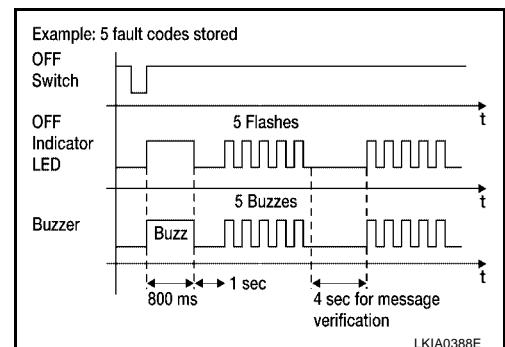 Example: 5 fault codes stored
OFF
Switch
t
OFF
Indicator
LED
5 Flashes
t
Buzzer
5 Buzzes
Buzz
t
800 ms
1 sec
4 sec for message
verification
LKIA0388E